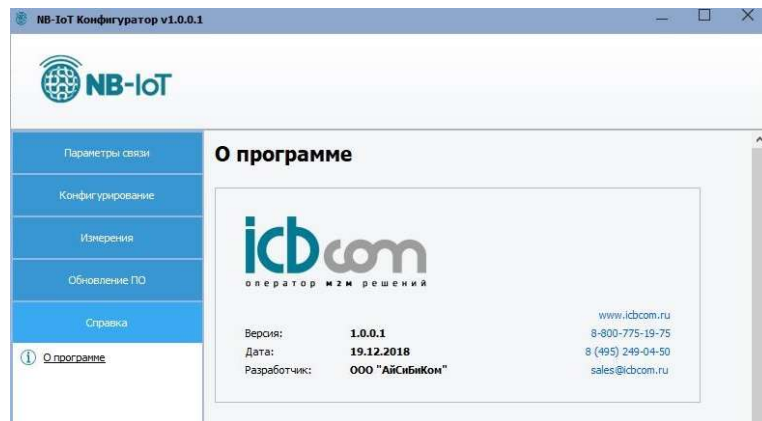 NB-IoT Конфигуратор v1.0.0.1
NB-IoT
Параметры связи
Конфигурирование
Измерения
Обновление ПО
Справка
О программе
О программе
icbcom
оператор м2м решений
www.icbcom.ru
Версия: 1.0.0.1 8-800-775-19-75
Дата: 19.12.2018 8 (495) 249-04-50
Разработчик: ООО "АйСиБиКом" sales@icbcom.ru